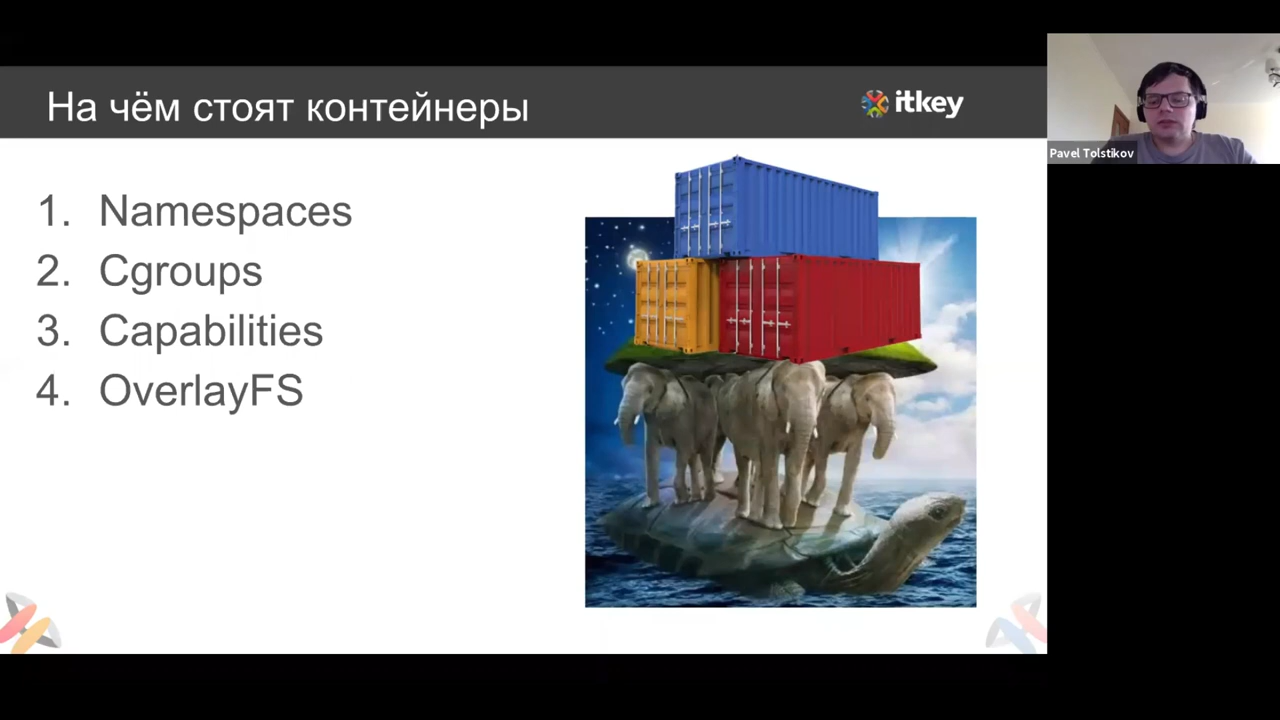 На чём стоят контейнеры
itkey
1. Namespaces
2. Cgroups
3. Capabilities
4. OverlayFS
Pavel Tolstikov